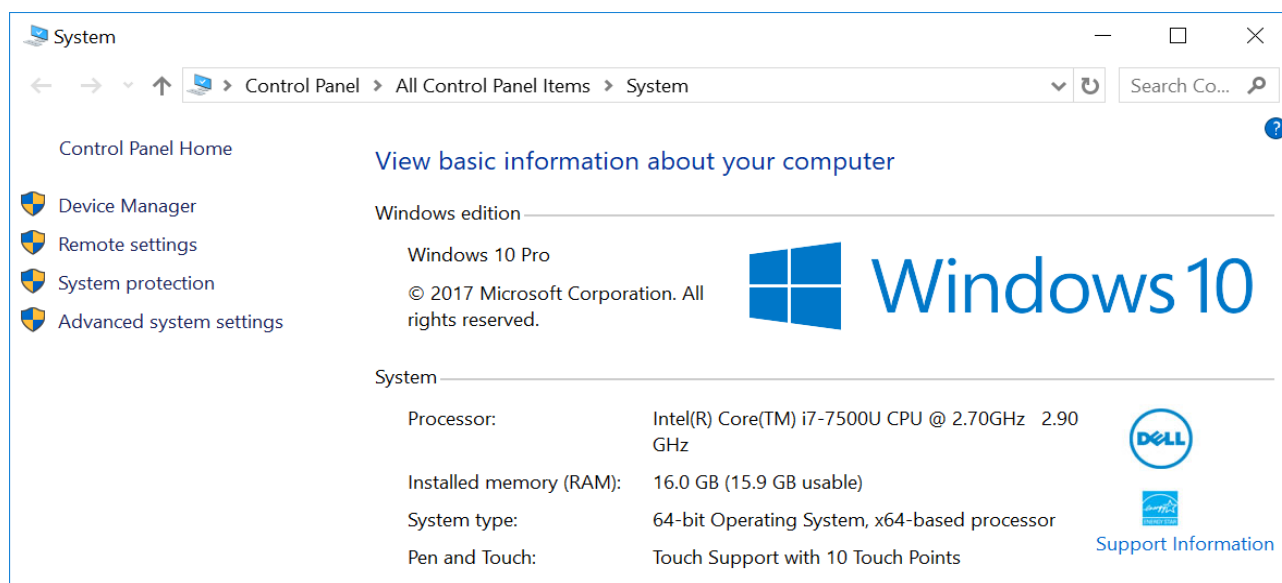 System
Control Panel > All Control Panel Items > System
Search Co...
?
Control Panel Home
Device Manager
Remote settings
System protection
Advanced system settings
View basic information about your computer
Windows edition
Windows 10 Pro
© 2017 Microsoft Corporation. All
rights reserved.
Windows 10
System
Processor:
Intel(R) Core(TM) i7-7500U CPU @ 2.70GHz 2.90
GHz
Installed memory (RAM):
16.0 GB (15.9 GB usable)
System type:
64-bit Operating System, x64-based processor
Pen and Touch:
Touch Support with 10 Touch Points
DELL
ENERGY STAR
Support Information